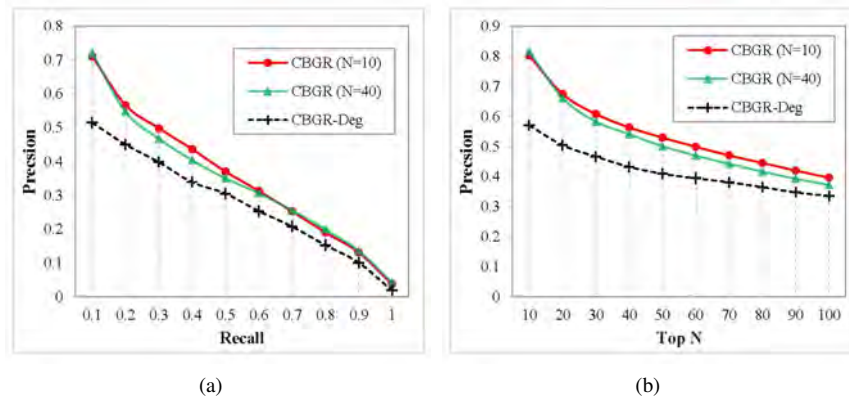 0.8
0.7
0.6
0.5
0.4
0.3
0.2
0.1
0
Precsion
CBGR (N=10)
CBGR (N=40)
CBGR-Deg
0.1 0.2 0.3 0.4 0.5 0.6 0.7 0.8 0.9 1
Recall
(a)
0.9
0.8
0.7
0.6
0.5
0.4
0.3
0.2
0.1
0
Precsion
CBGR (N=10)
CBGR (N=40)
CBGR-Deg
10 20 30 40 50 60 70 80 90 100
Top N
(b)